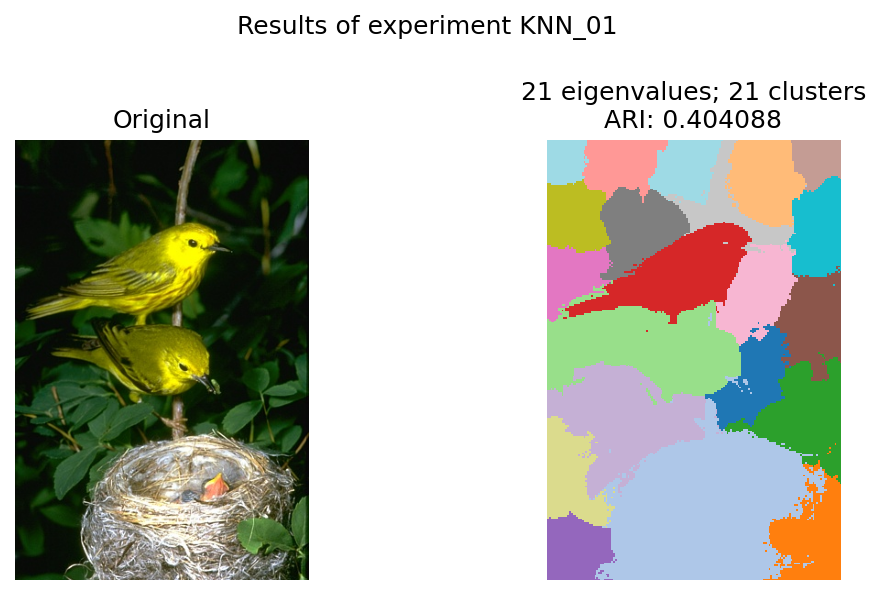 Results of experiment KNN_01
Original
21 eigenvalues; 21 clusters
ARI: 0.404088